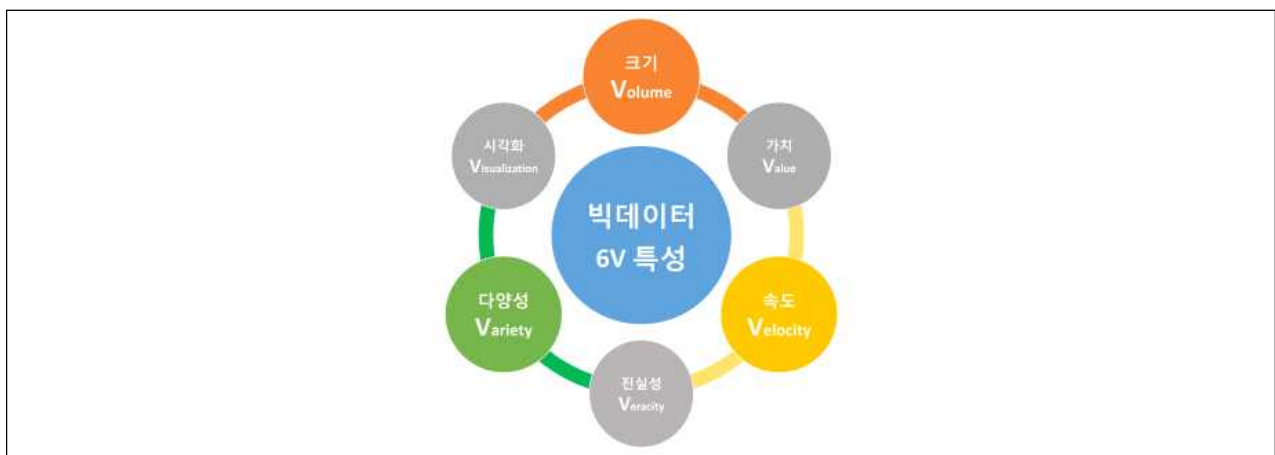 크기
Volume
시각화
Visualization
가치
Value
빅데이터
6V 특성
다양성
Variety
속도
Velocity
진실성
Veracity